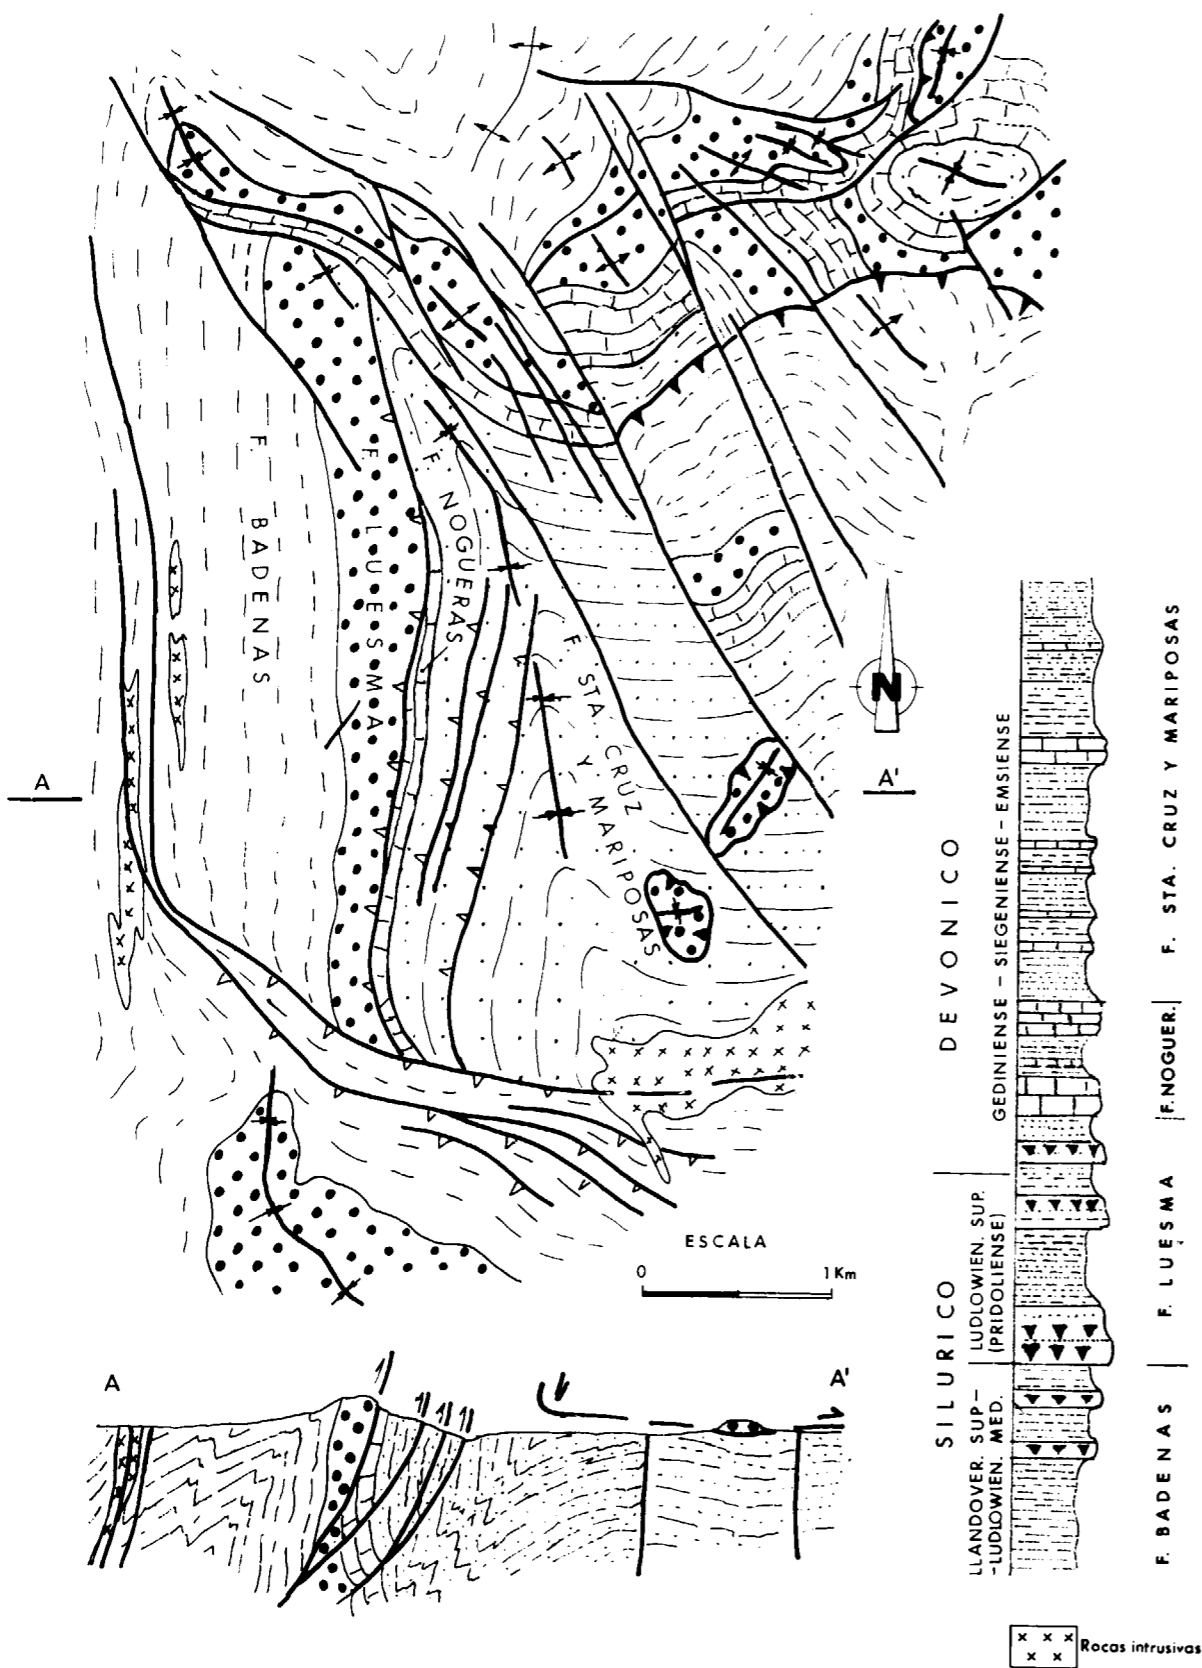 F. BADENAS
F. LUESMA
F. NOGUERAS
F. STA. CRUZ
Y MARIPOSAS
N
A
A'
ESCALA
0 1 Km
A
A'
DEVONICO
GEDINIENSE - SIEGENIENSE - EMSIENSE
F. STA. CRUZ Y MARIPOSAS
F. NOGUER.
SILURICO
LUDLOWIEN. SUP.
(PRIDOLIENSE)
F. LUESMA
LLANDOVER. SUP-
-LUDLOWIEN. MED.
F. BADENAS
Rocas intrusivas